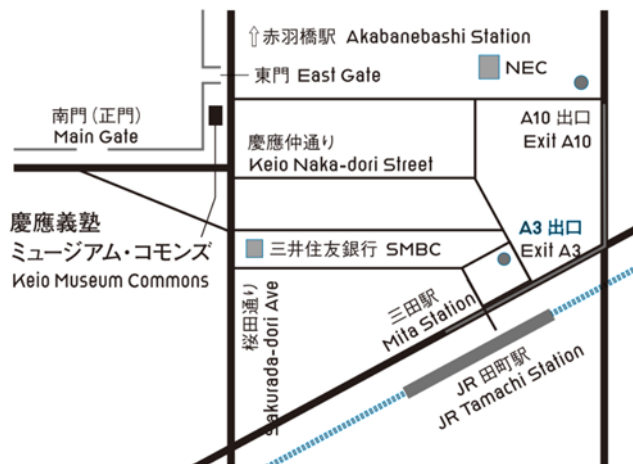 ⇧赤羽橋駅 Akabanebashi Station
NEC
東門 East Gate
南門（正門）
Main Gate
A10 出口
Exit A10
慶應仲通り
Keio Naka-dori Street
慶應義塾
ミュージアム・コモンズ
Keio Museum Commons
A3 出口
Exit A3
三井住友銀行 SMBC
桜田通り
Sakurada-dori Ave
三田駅
Mita Station
JR 田町駅
JR Tamachi Station